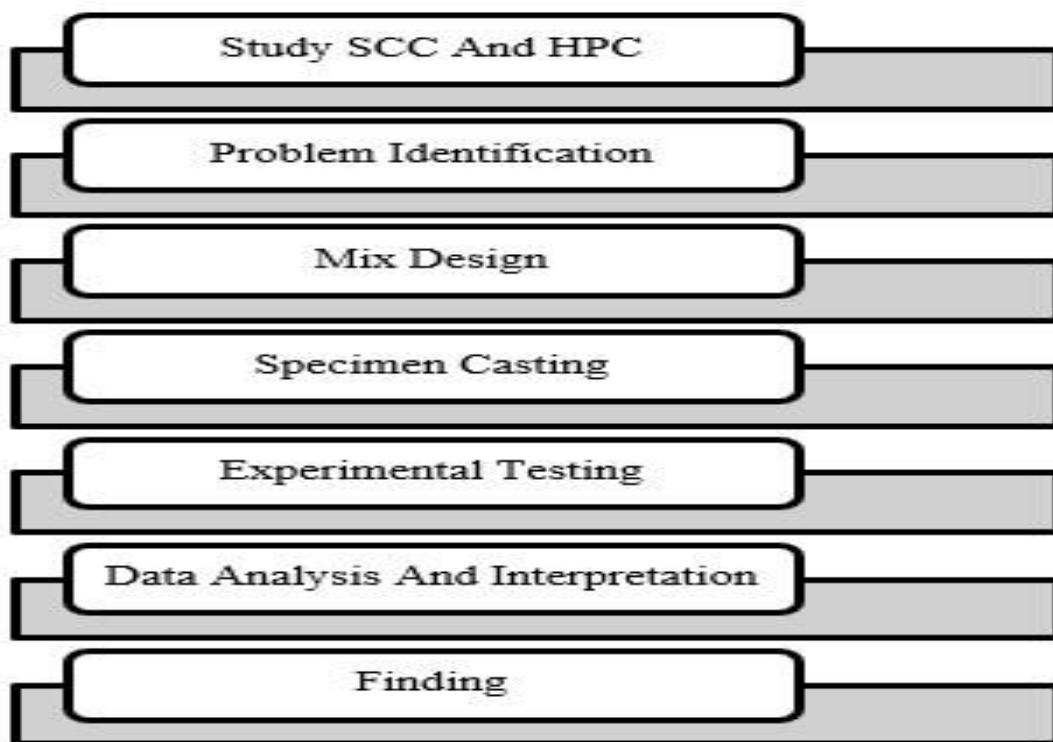 Study SCC And HPC
Problem Identification
Mix Design
Specimen Casting
Experimental Testing
Data Analysis And Interpretation
Finding